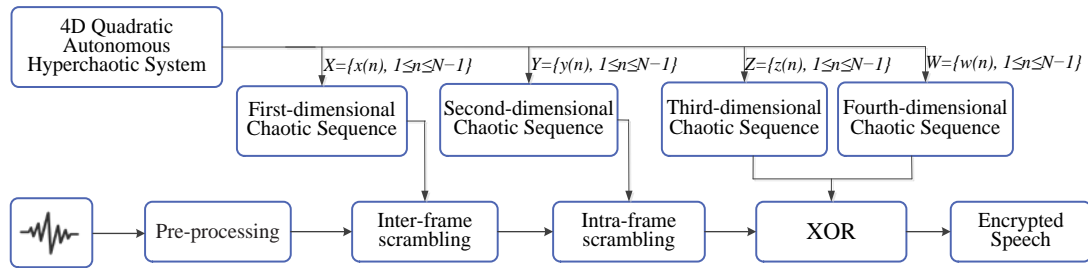 4D Quadratic
Autonomous
Hyperchaotic System
X={x(n), 1≤n≤N−1}
Y={y(n), 1≤n≤N−1}
Z={z(n), 1≤n≤N−1}
W={w(n), 1≤n≤N−1}
First-dimensional
Chaotic Sequence
Second-dimensional
Chaotic Sequence
Third-dimensional
Chaotic Sequence
Fourth-dimensional
Chaotic Sequence
Pre-processing
Inter-frame
scrambling
Intra-frame
scrambling
XOR
Encrypted
Speech